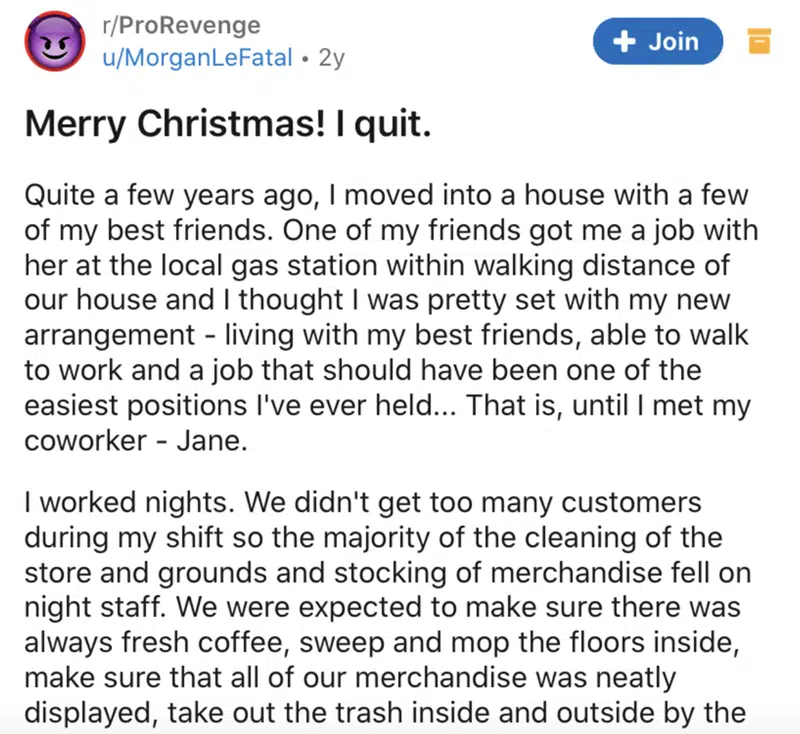 r/ProRevenge
u/MorganLeFatal • 2y
+ Join
Merry Christmas! I quit.
Quite a few years ago, I moved into a house with a few
of my best friends. One of my friends got me a job with
her at the local gas station within walking distance of
our house and I thought I was pretty set with my new
arrangement - living with my best friends, able to walk
to work and a job that should have been one of the
easiest positions I've ever held... That is, until I met my
coworker - Jane.
I worked nights. We didn't get too many customers
during my shift so the majority of the cleaning of the
store and grounds and stocking of merchandise fell on
night staff. We were expected to make sure there was
always fresh coffee, sweep and mop the floors inside,
make sure that all of our merchandise was neatly
displayed, take out the trash inside and outside by the